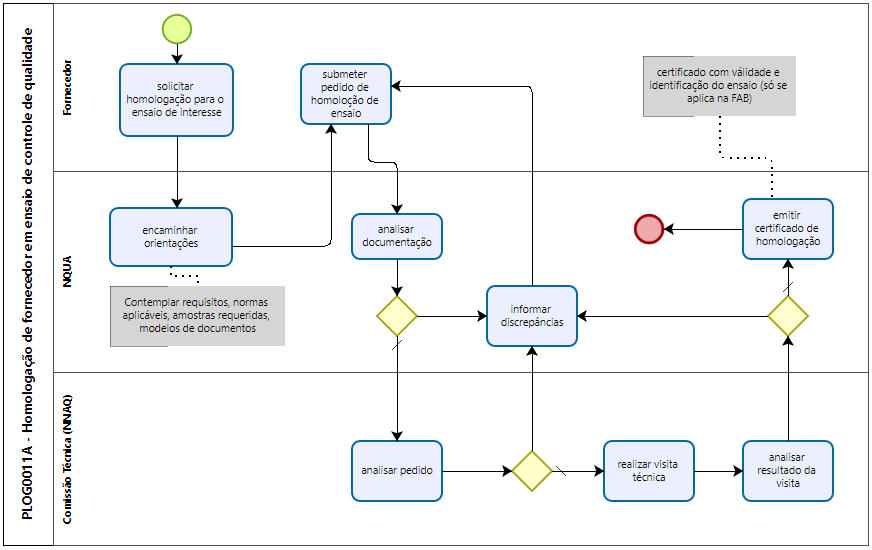 PLOG0011A - Homologação de fornecedor em ensaio de controle de qualidade
Fornecedor
solicitar
homologação para o
ensaio de interesse
submeter
pedido de
homoloção de
ensaio
certificado com válidade e
identificação do ensaio (só se
aplica na FAB)
NQUA
encaminhar
orientações
analisar
documentação
emitir
certificado de
homologação
Contemplar requisitos, normas
aplicáveis, amostras requeridas,
modelos de documentos
informar
discrepâncias
Comissão Técnica (NNAQ)
analisar pedido
realizar visita
técnica
analisar
resultado da
visita